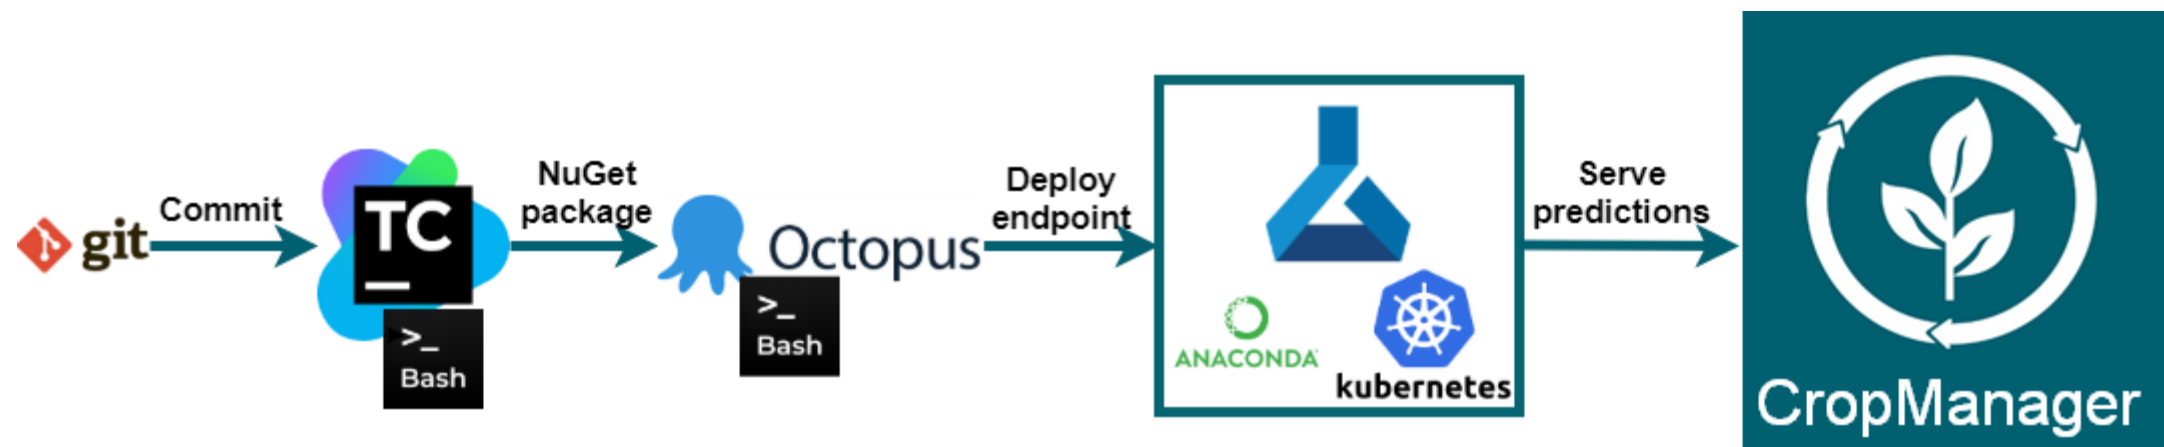 git
Commit
TC
>_
Bash
NuGet
package
Octopus
>_
Bash
Deploy
endpoint
ANACONDA
kubernetes
Serve
predictions
CropManager